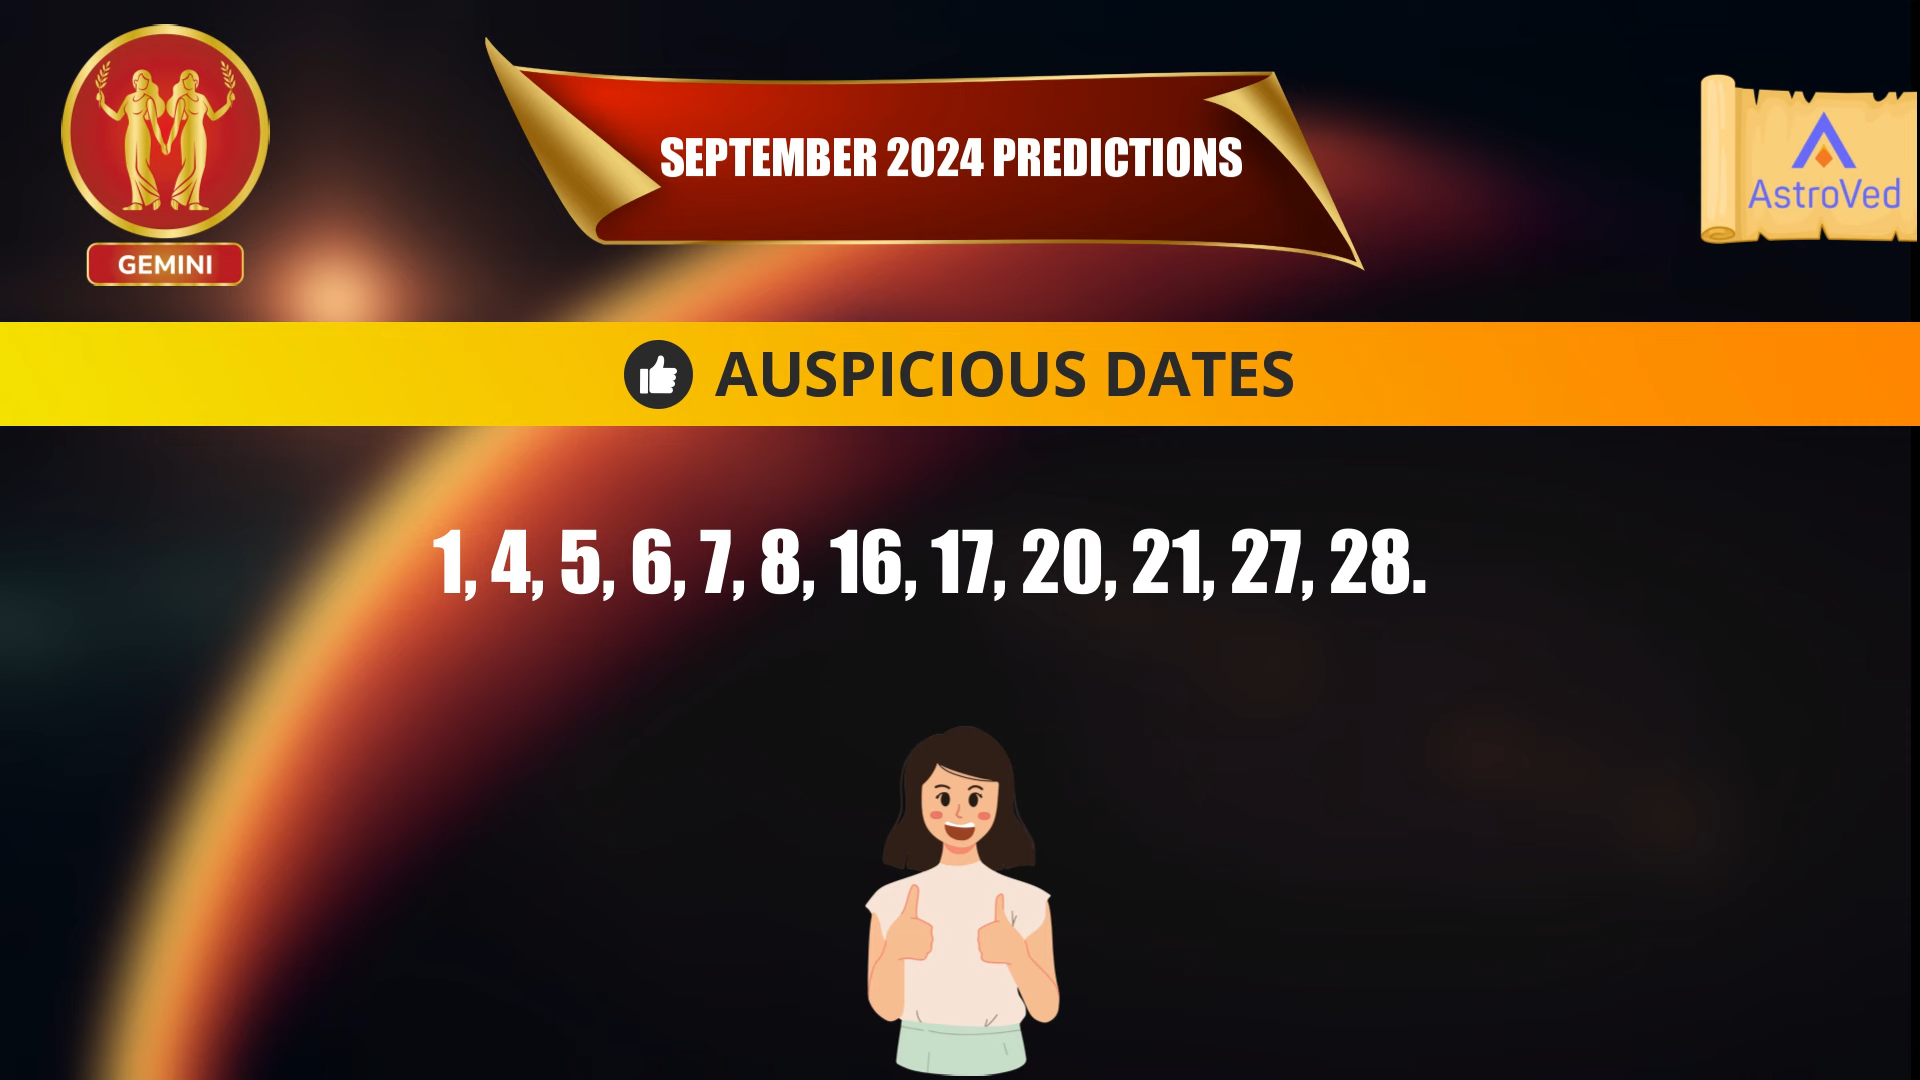 SEPTEMBER 2024 PREDICTIONS
AstroVed
GEMINI
AUSPICIOUS DATES
1, 4, 5, 6, 7, 8, 16, 17, 20, 21, 27, 28.